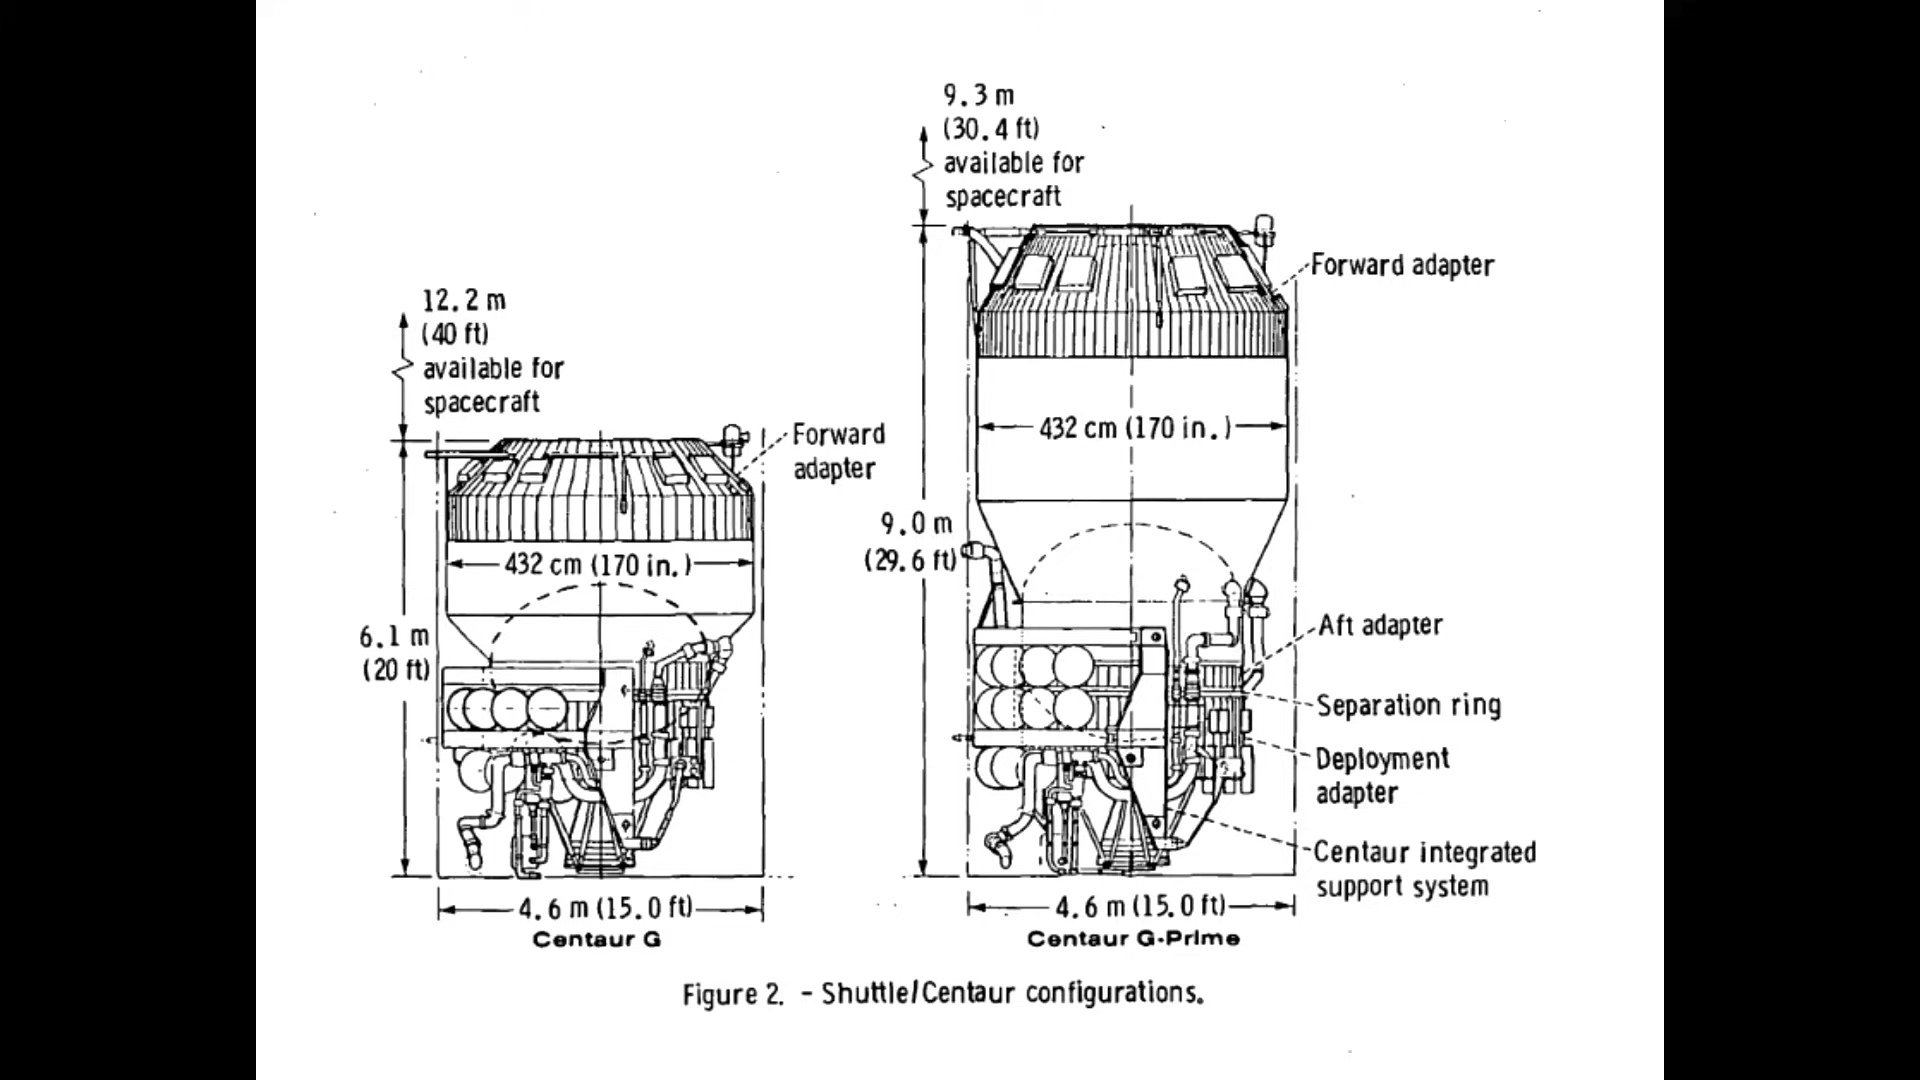 9.3 m
(30.4 ft)
available for
spacecraft
Forward adapter
12.2 m
(40 ft)
available for
spacecraft
Forward
adapter
432 cm (170 in.)
432 cm (170 in.)
9.0 m
(29.6 ft)
6.1 m
(20 ft)
Aft adapter
Separation ring
Deployment
adapter
Centaur integrated
support system
4.6 m (15.0 ft)
Centaur G
4.6 m (15.0 ft)
Centaur G-Prime
Figure 2. - Shuttle/Centaur configurations.